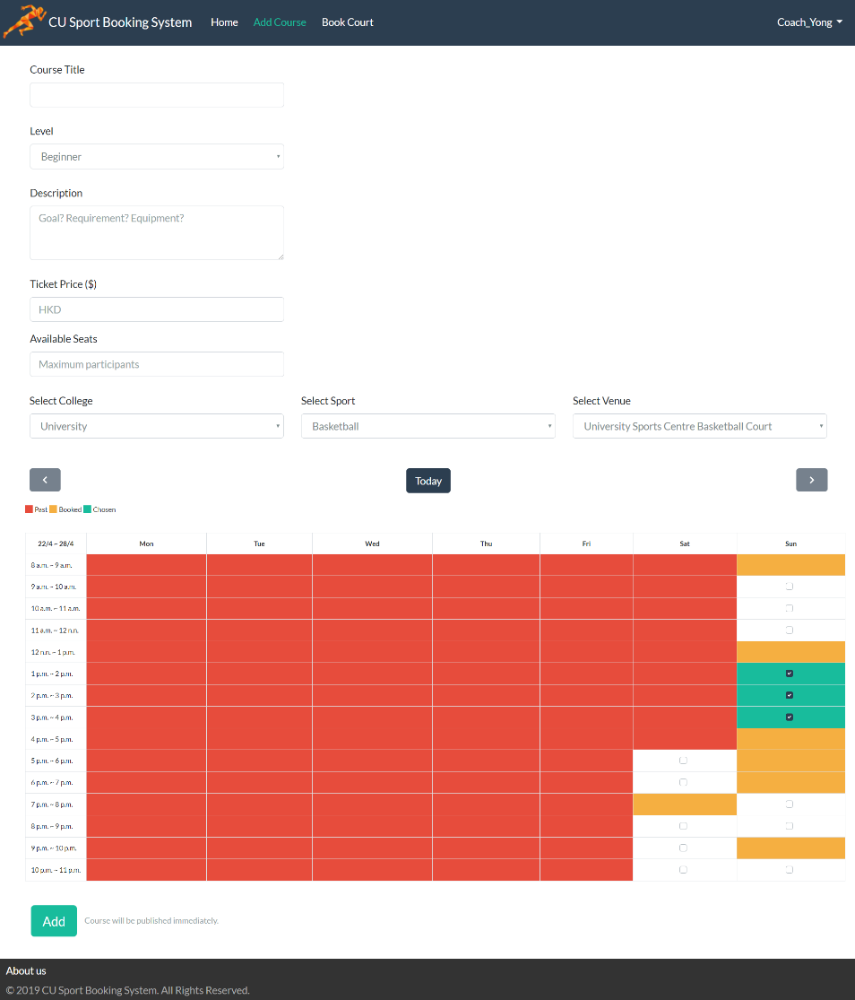 CU Sport Booking System Home Add Course Book Court Coach_Yong
Course Title
Level
Beginner
Description
Goal? Requirement? Equipment?
Ticket Price ($)
HKD
Available Seats
Maximum participants
Select College Select Sport Select Venue
University Basketball University Sports Centre Basketball Court
Today
Past Booked Chosen
22/4 ~ 28/4 Mon Tue Wed Thu Fri Sat Sun
8 a.m. ~ 9 a.m.
9 a.m. ~ 10 a.m.
10 a.m. ~ 11 a.m.
11 a.m. ~ 12 n.n.
12 n.n. ~ 1 p.m.
1 p.m. ~ 2 p.m.
2 p.m. ~ 3 p.m.
3 p.m. ~ 4 p.m.
4 p.m. ~ 5 p.m.
5 p.m. ~ 6 p.m.
6 p.m. ~ 7 p.m.
7 p.m. ~ 8 p.m.
8 p.m. ~ 9 p.m.
9 p.m. ~ 10 p.m.
10 p.m. ~ 11 p.m.
Add Course will be published immediately.
About us
© 2019 CU Sport Booking System. All Rights Reserved.